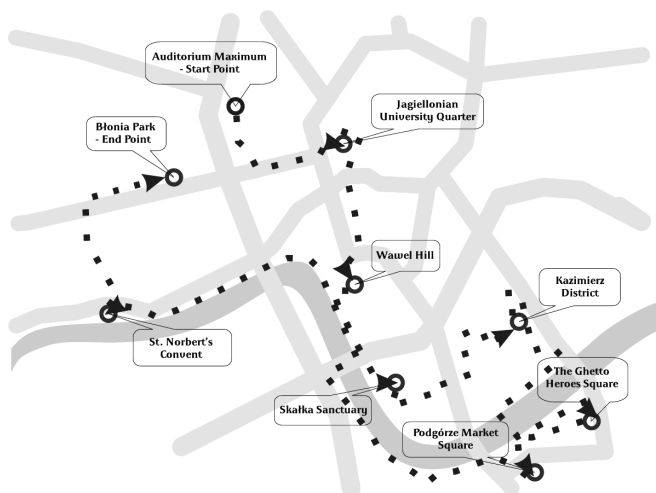 Auditorium Maximum
- Start Point
Jagiellonian
University Quarter
Błonia Park
- End Point
Wawel Hill
Kazimierz
District
St. Norbert's
Convent
The Ghetto
Heroes Square
Skałka Sanctuary
Podgórze Market
Square